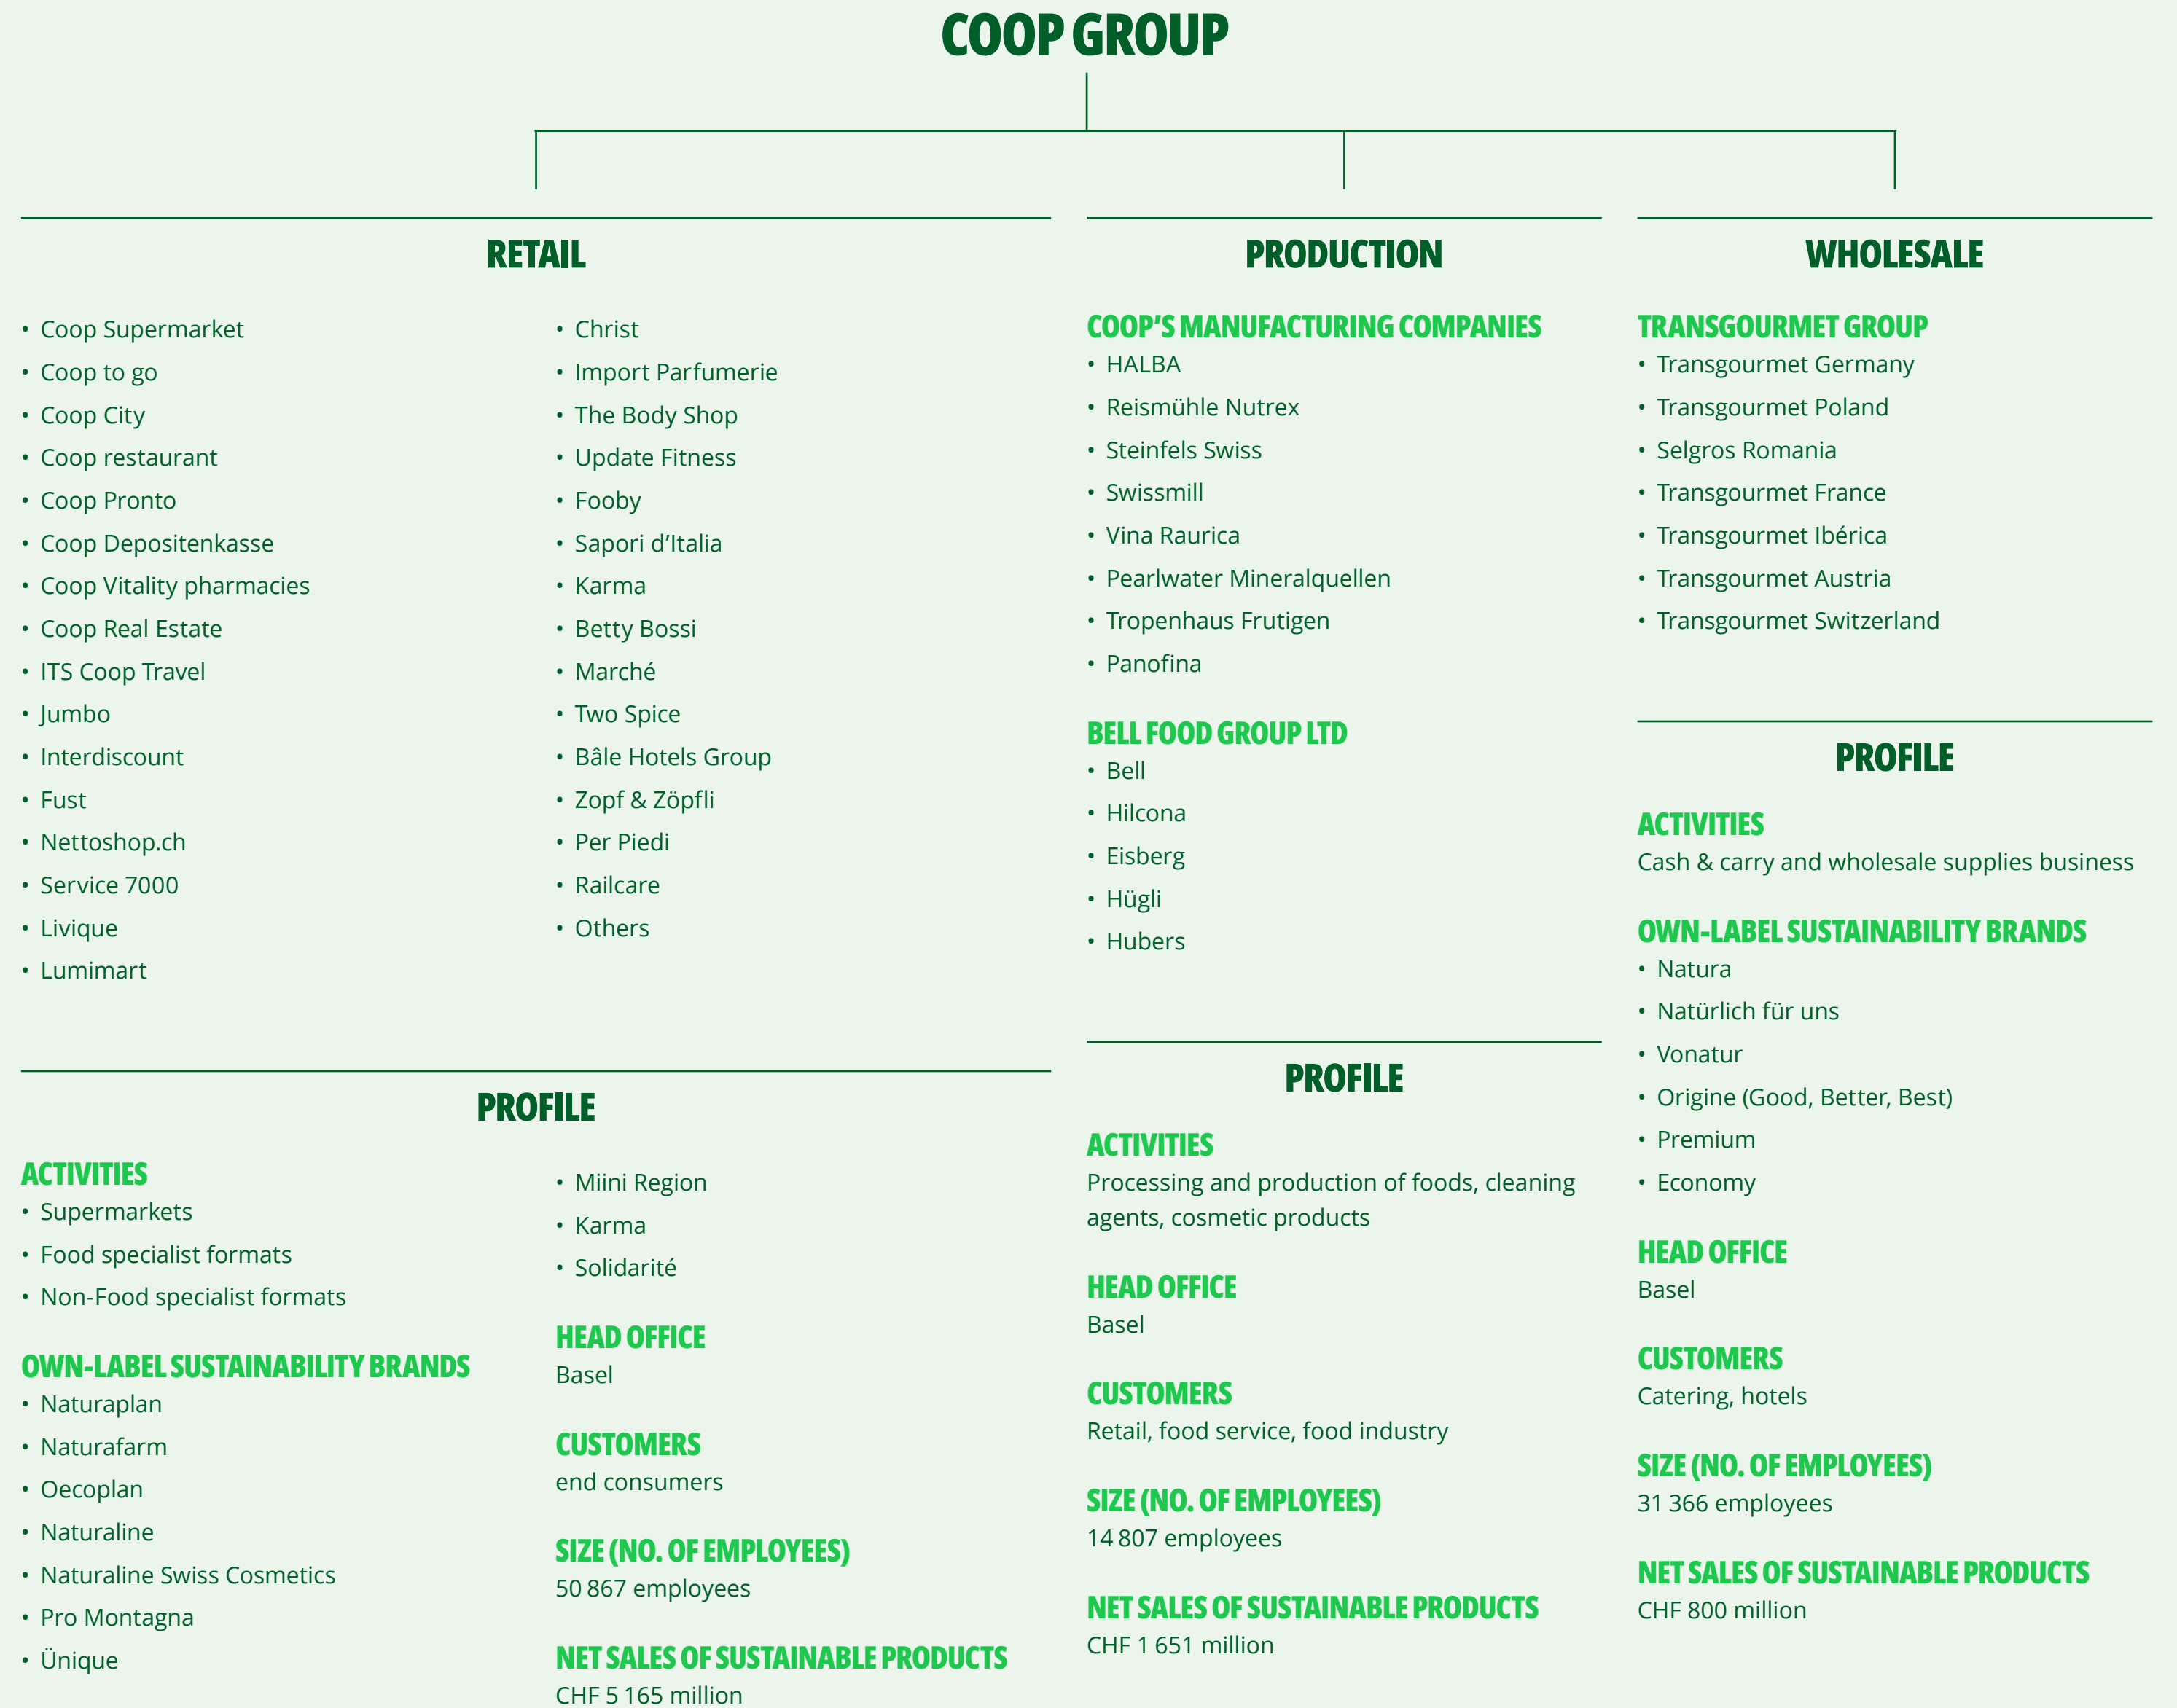 COOP GROUP
RETAIL
• Coop Supermarket
• Coop to go
• Coop City
• Coop restaurant
• Coop Pronto
• Coop Depositenkasse
• Coop Vitality pharmacies
• Coop Real Estate
• ITS Coop Travel
• Jumbo
• Interdiscount
• Fust
• Nettoshop.ch
• Service 7000
• Livique
• Lumimart
• Christ
• Import Parfumerie
• The Body Shop
• Update Fitness
• Fooby
• Sapori d’Italia
• Karma
• Betty Bossi
• Marché
• Two Spice
• Bâle Hotels Group
• Zopf & Zöpfli
• Per Piedi
• Railcare
• Others
PROFILE
ACTIVITIES
• Supermarkets
• Food specialist formats
• Non-Food specialist formats
OWN-LABEL SUSTAINABILITY BRANDS
• Naturaplan
• Naturafarm
• Oecoplan
• Naturaline
• Naturaline Swiss Cosmetics
• Pro Montagna
• Ünique
• Miini Region
• Karma
• Solidarité
HEAD OFFICE
Basel
CUSTOMERS
end consumers
SIZE (NO. OF EMPLOYEES)
50 867 employees
NET SALES OF SUSTAINABLE PRODUCTS
CHF 5 165 million
PRODUCTION
COOP’S MANUFACTURING COMPANIES
• HALBA
• Reismühle Nutrex
• Steinfels Swiss
• Swissmill
• Vina Raurica
• Pearlwater Mineralquellen
• Tropenhaus Frutigen
• Panofina
BELL FOOD GROUP LTD
• Bell
• Hilcona
• Eisberg
• Hügli
• Hubers
PROFILE
ACTIVITIES
Processing and production of foods, cleaning
agents, cosmetic products
HEAD OFFICE
Basel
CUSTOMERS
Retail, food service, food industry
SIZE (NO. OF EMPLOYEES)
14 807 employees
NET SALES OF SUSTAINABLE PRODUCTS
CHF 1 651 million
WHOLESALE
TRANSGOURMET GROUP
• Transgourmet Germany
• Transgourmet Poland
• Selgros Romania
• Transgourmet France
• Transgourmet Ibérica
• Transgourmet Austria
• Transgourmet Switzerland
PROFILE
ACTIVITIES
Cash & carry and wholesale supplies business
OWN-LABEL SUSTAINABILITY BRANDS
• Natura
• Natürlich für uns
• Vonatur
• Origine (Good, Better, Best)
• Premium
• Economy
HEAD OFFICE
Basel
CUSTOMERS
Catering, hotels
SIZE (NO. OF EMPLOYEES)
31 366 employees
NET SALES OF SUSTAINABLE PRODUCTS
CHF 800 million